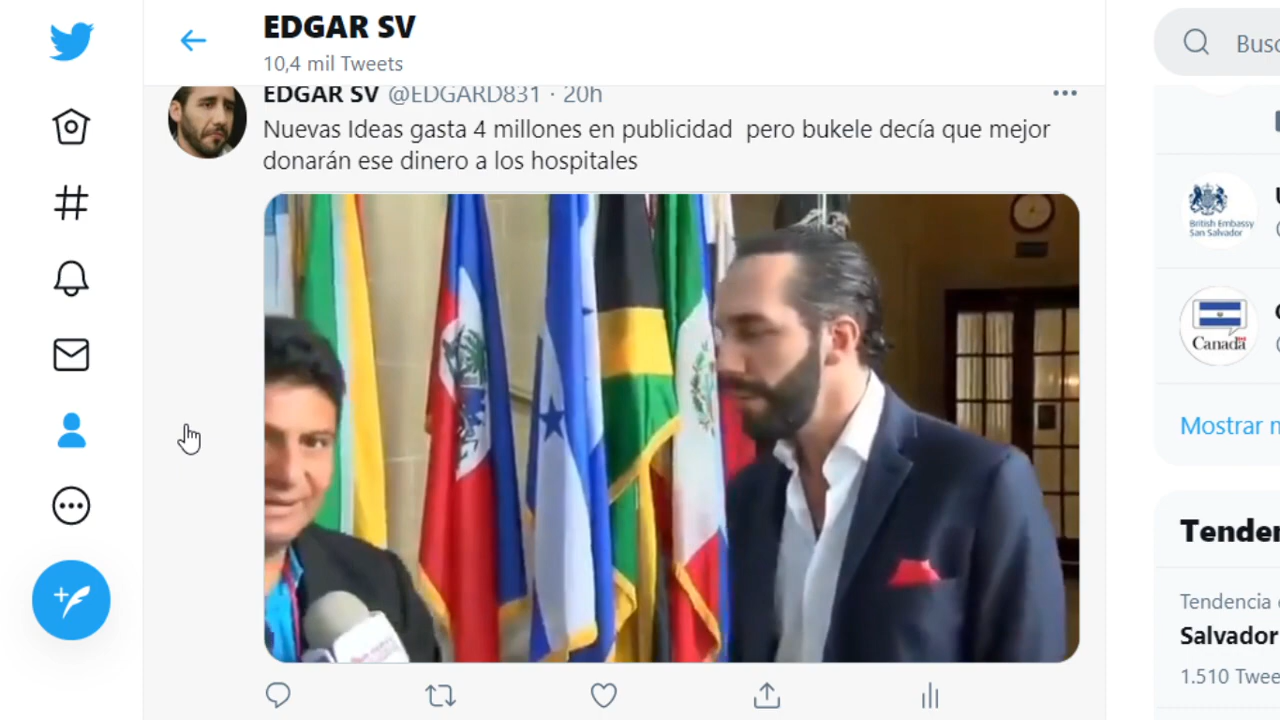 EDGAR SV
10,4 mil Tweets
EDGAR SV @EDGARD831 · 20h
Nuevas Ideas gasta 4 millones en publicidad pero bukele decía que mejor
donarán ese dinero a los hospitales
Busc
British Embassy
San Salvador
Canada
Mostrar
Tenden
Tendencia
Salvador
1.510 Twee